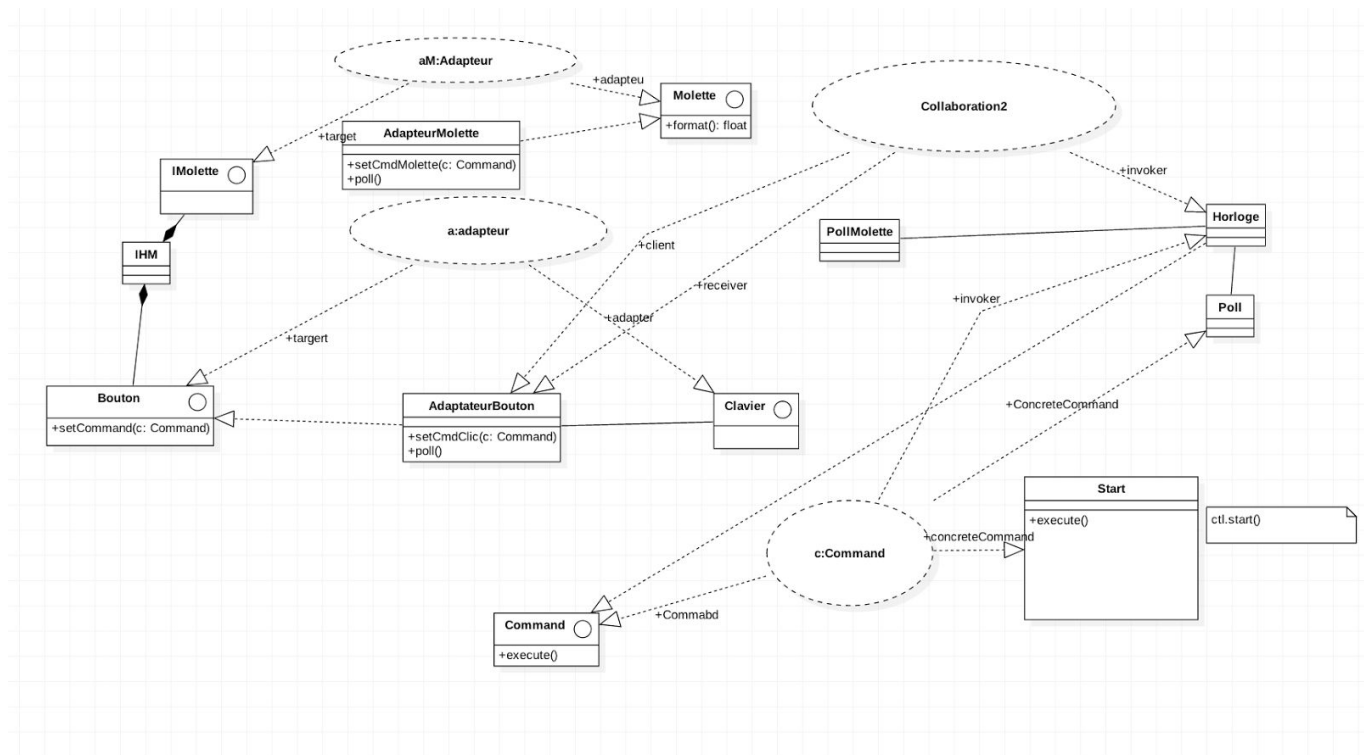 aM:Adapteur
+adapteu
Molette
+format(): float
Collaboration2
+target
AdapteurMolette
+setCmdMolette(c: Command)
+poll()
IMolette
+invoker
a:adapteur
PollMolette
Horloge
IHM
+client
+receiver
+invoker
Poll
+adapter
+targert
Bouton
+setCommand(c: Command)
AdaptateurBouton
+setCmdClic(c: Command)
+poll()
Clavier
+ConcreteCommand
Start
+execute()
ctl.start()
+concreteCommand
c:Command
+Commabd
Command
+execute()